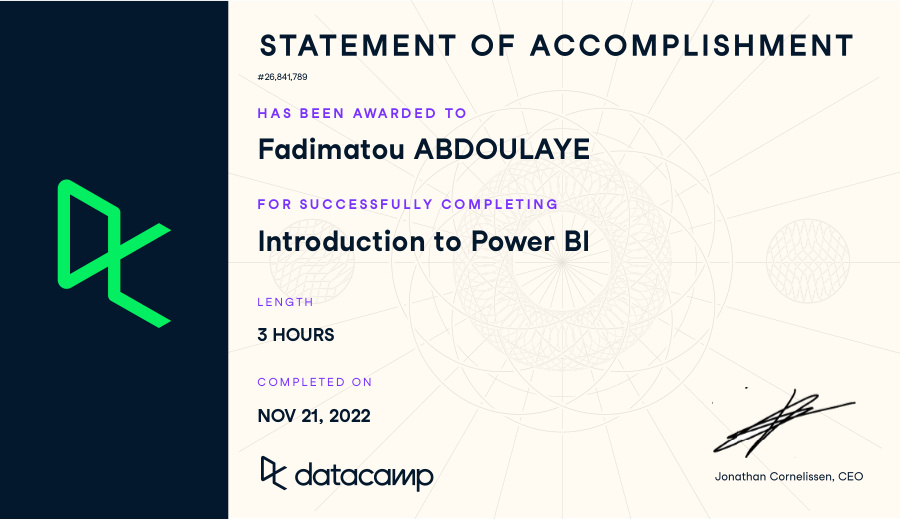 STATEMENT OF ACCOMPLISHMENT
#26,841,789
HAS BEEN AWARDED TO
Fadimatou ABDOULAYE
FOR SUCCESSFULLY COMPLETING
Introduction to Power BI
LENGTH
3 HOURS
COMPLETED ON
NOV 21, 2022
datacamp
Jonathan Cornelissen, CEO